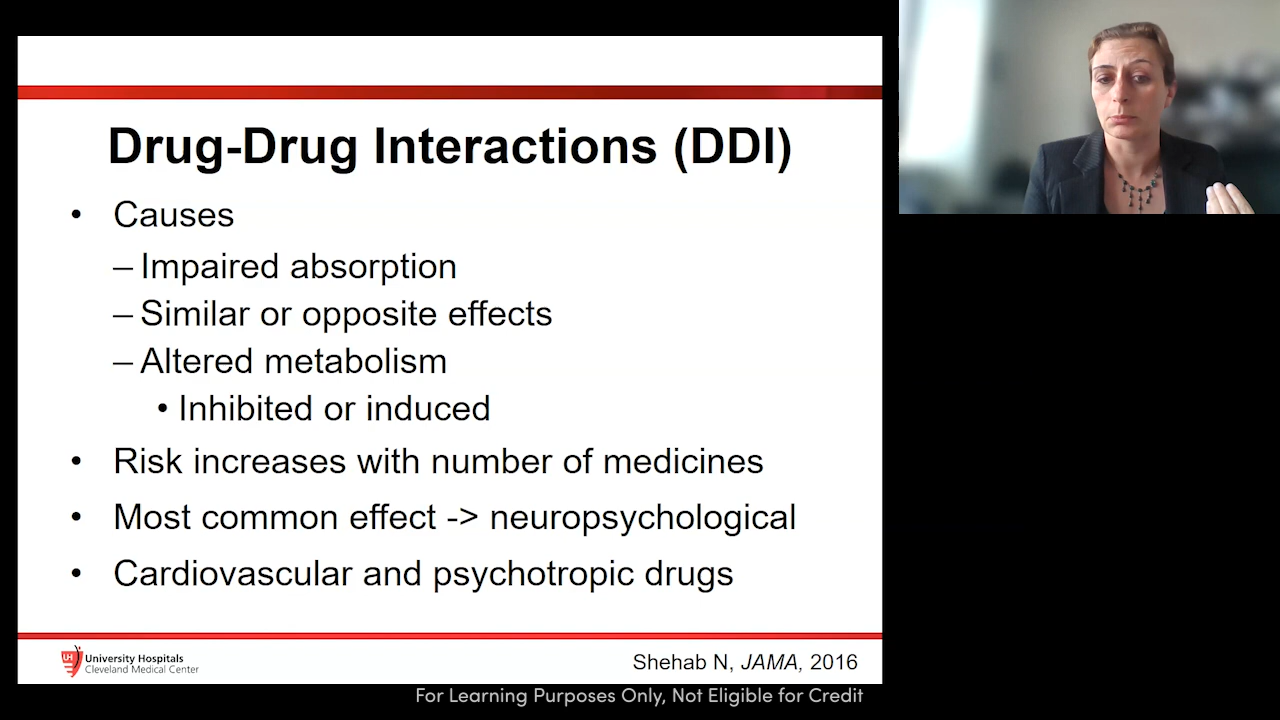 Drug-Drug Interactions (DDI)
• Causes
– Impaired absorption
– Similar or opposite effects
– Altered metabolism
• Inhibited or induced
• Risk increases with number of medicines
• Most common effect -> neuropsychological
• Cardiovascular and psychotropic drugs
UH University Hospitals
Cleveland Medical Center
Shehab N, JAMA, 2016
For Learning Purposes Only, Not Eligible for Credit